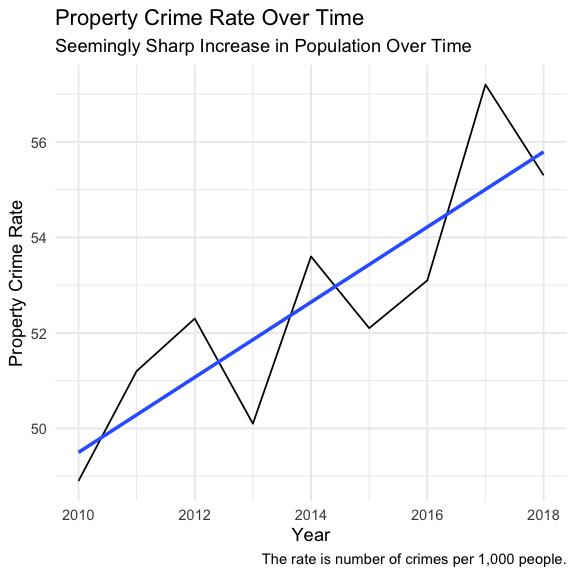 Property Crime Rate Over Time
Seemingly Sharp Increase in Population Over Time
Property Crime Rate
56
54
52
50
2010 2012 2014 2016 2018
Year
The rate is number of crimes per 1,000 people.